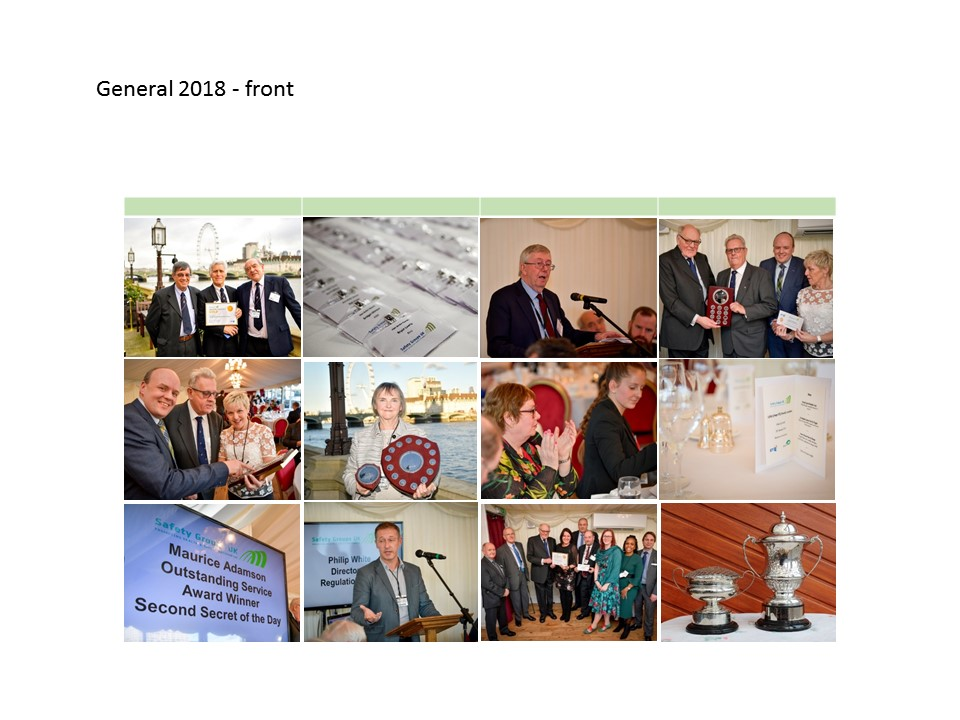 General 2018 - front
Safety Groups UK
Safety Groups UK
Maurice Adamson
Outstanding Service
Award Winner
Second Secret of the Day
Philip White
Director
Regulation